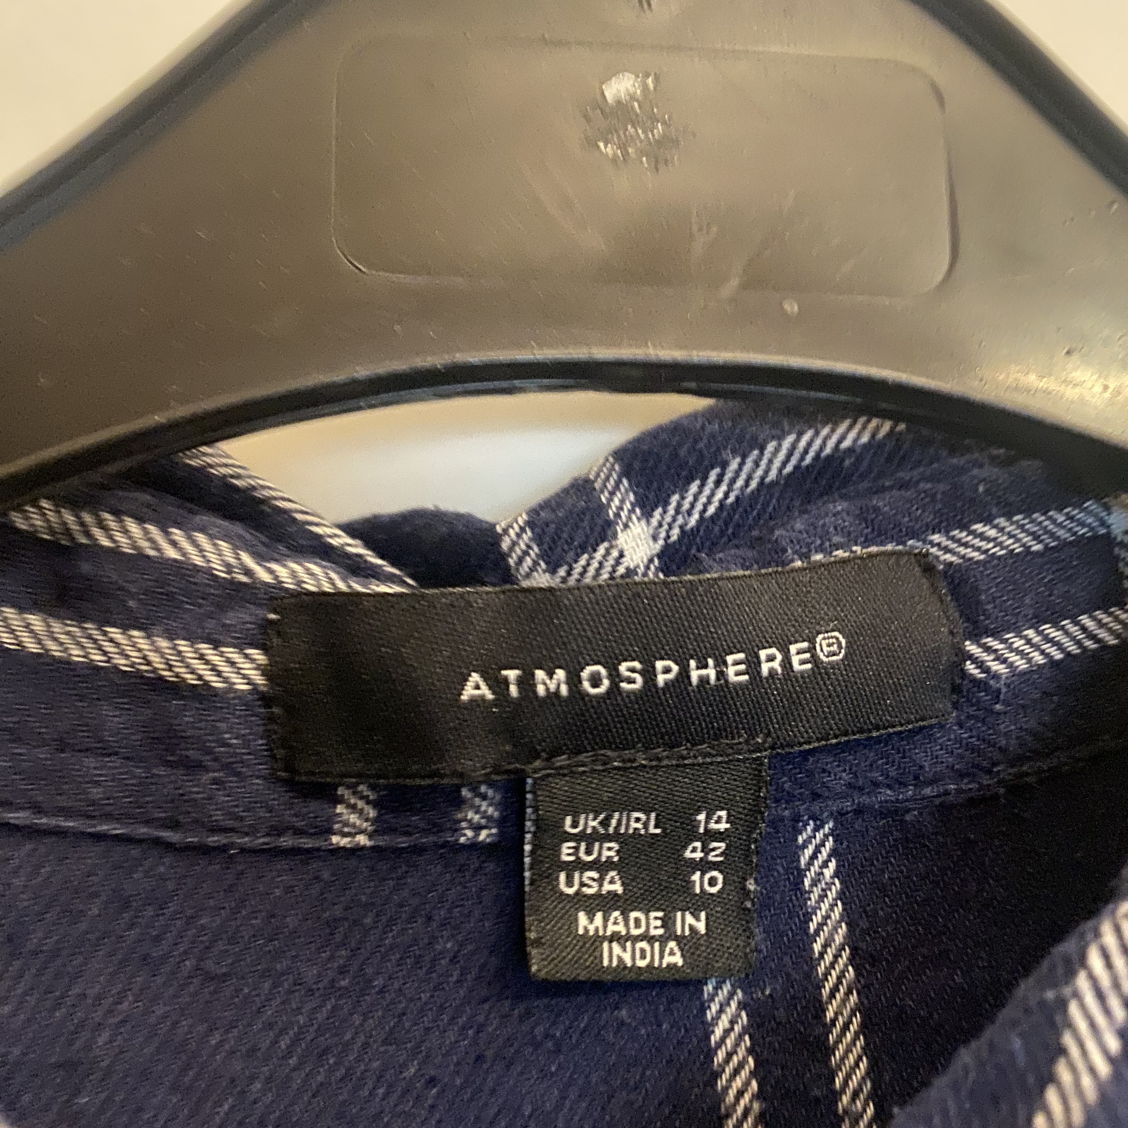 ATMOSPHERE®
UK/IRL 14
EUR 42
USA 10
MADE IN
INDIA